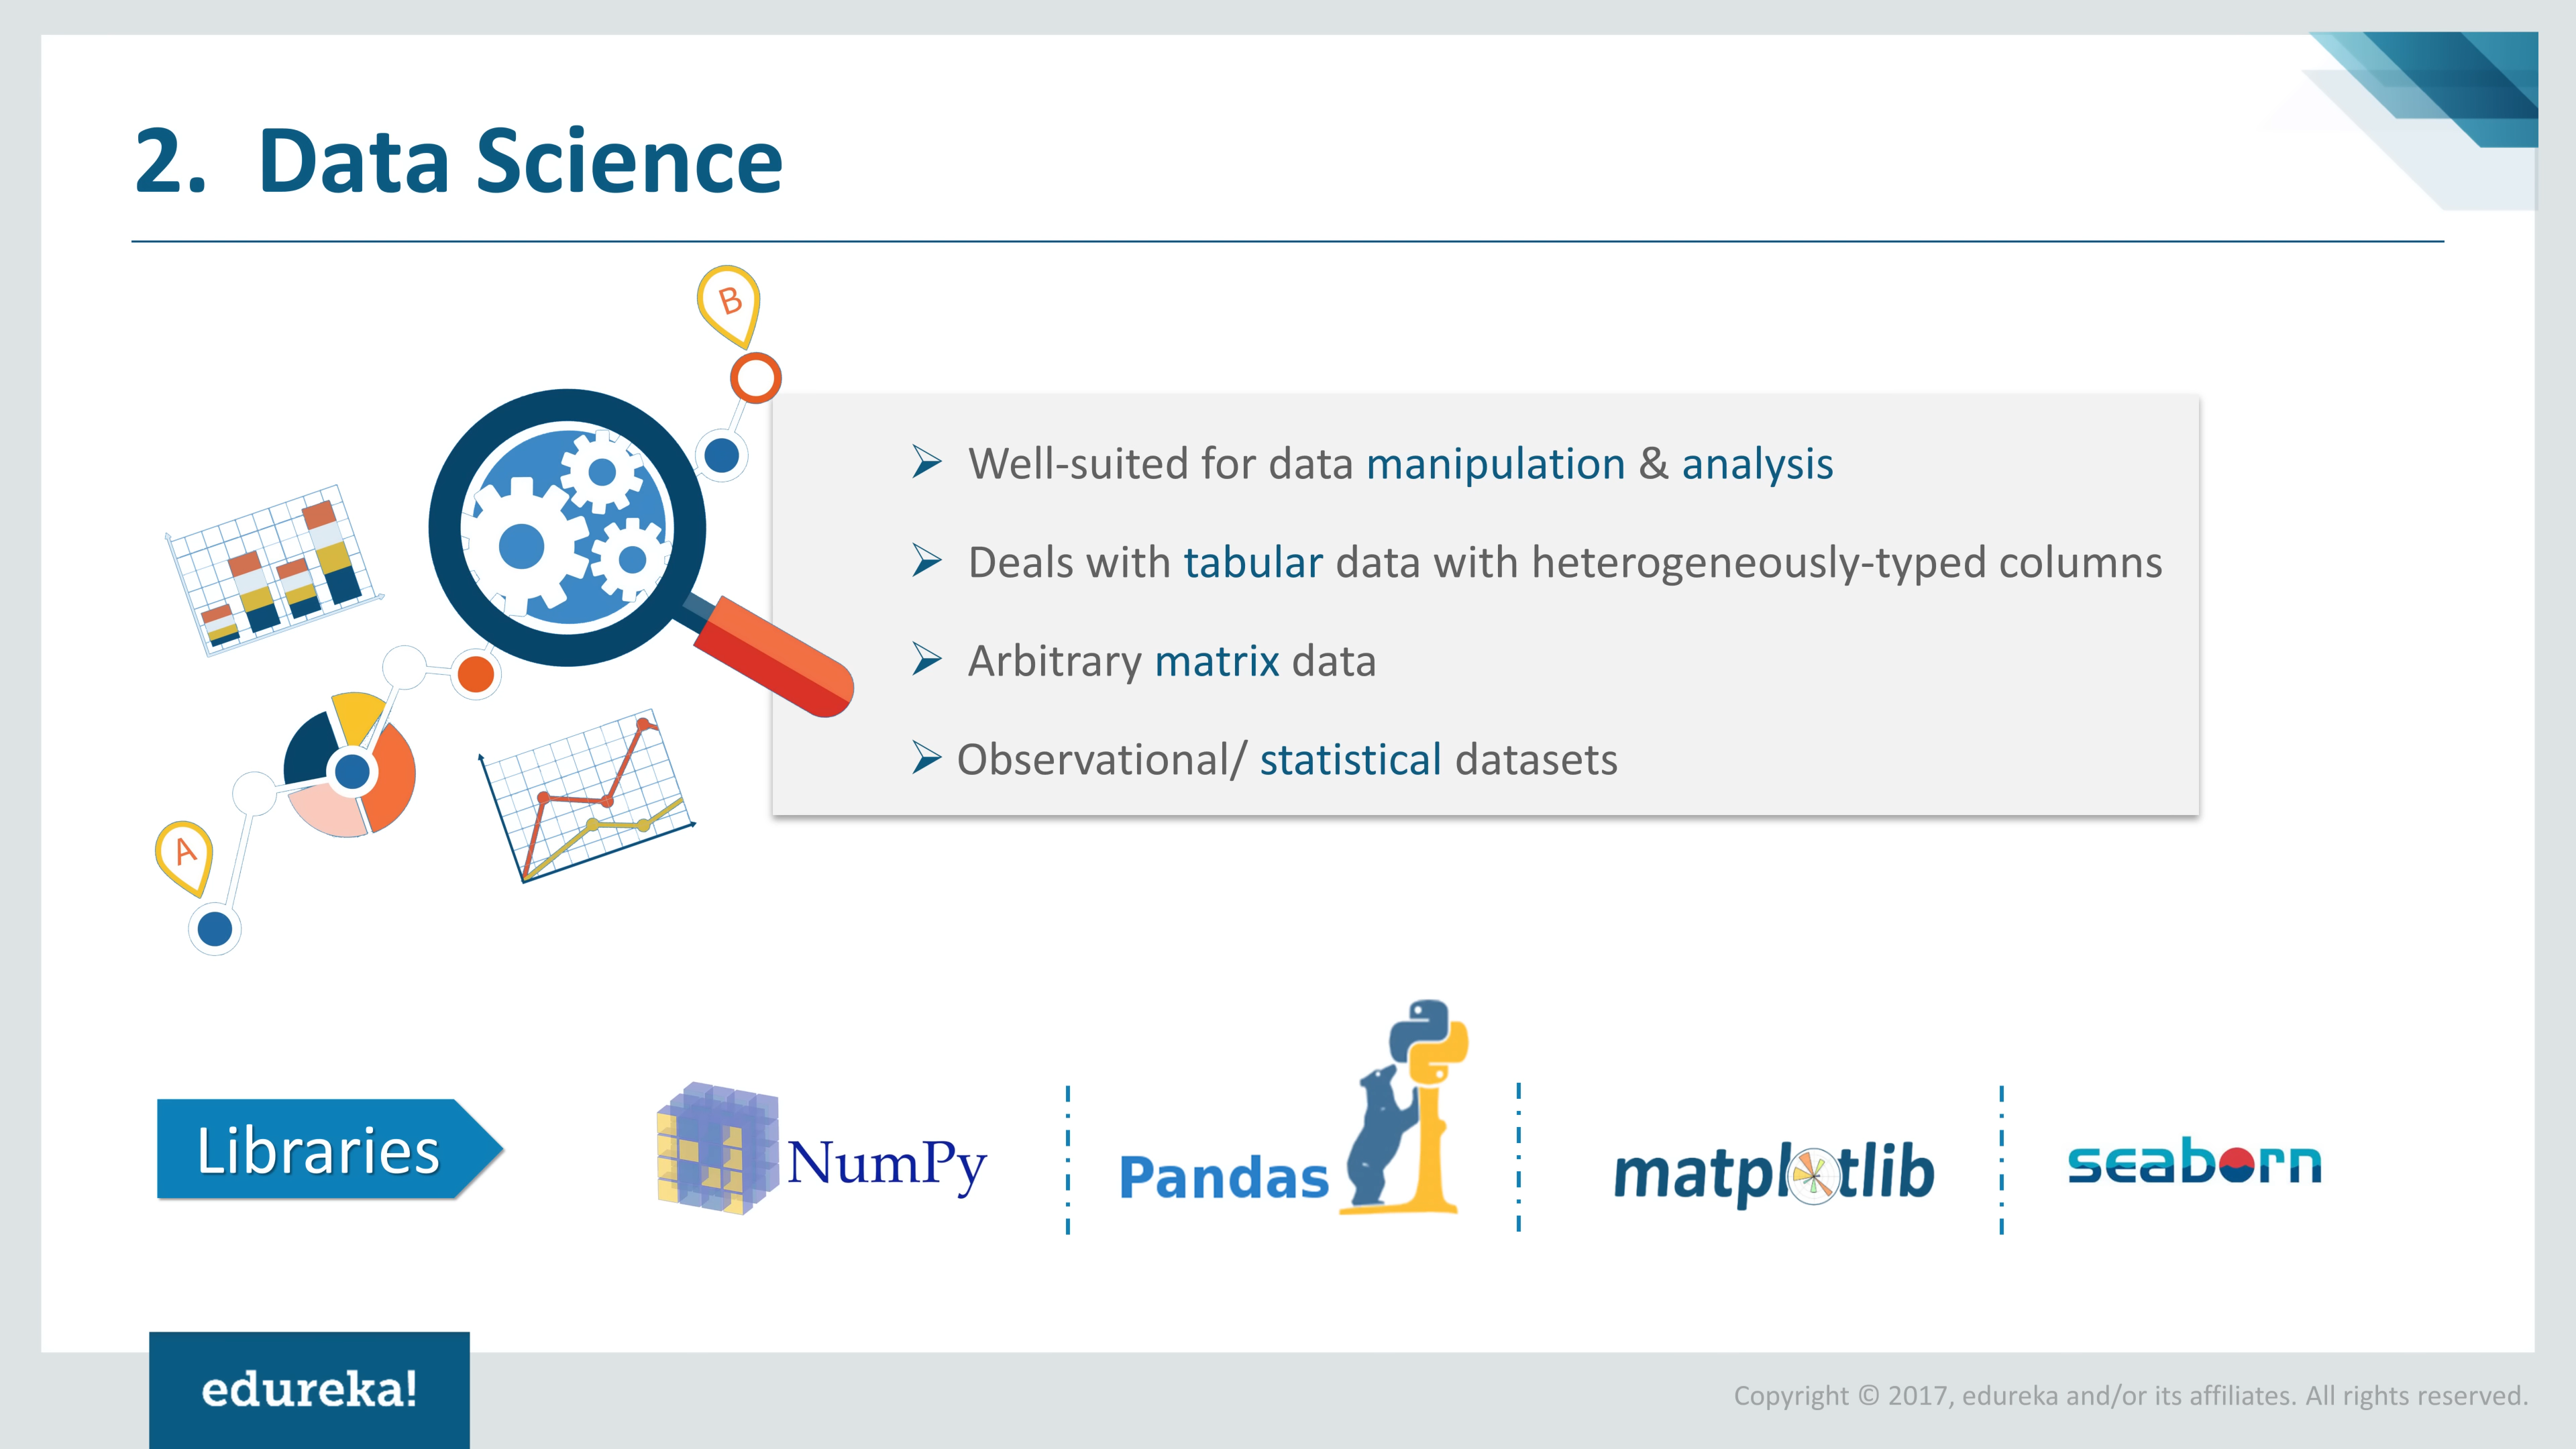 2. Data Science
B
➢ Well-suited for data manipulation & analysis
➢ Deals with tabular data with heterogeneously-typed columns
➢ Arbitrary matrix data
➢ Observational/ statistical datasets
A
Libraries
NumPy
Pandas
matplotlib
seaborn
edureka!
Copyright © 2017, edureka and/or its affiliates. All rights reserved.